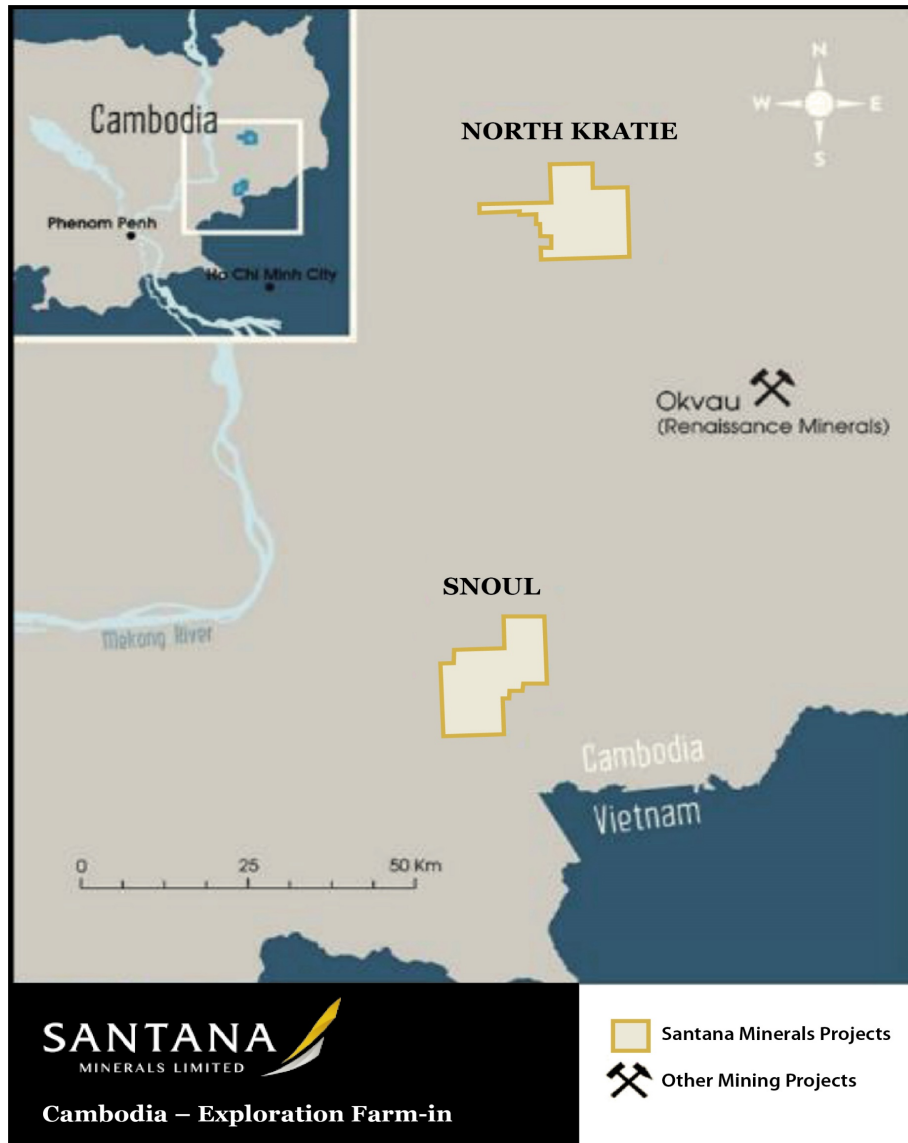 Cambodia
Phenom Penh
Ho Chi Minh City
N
W
E
S
NORTH KRATIE
Okvau
(Renaissance Minerals)
SNOUL
Mekong River
Cambodia
Vietnam
0 25 50 Km
SANTANA
MINERALS LIMITED
Cambodia – Exploration Farm-in
Santana Minerals Projects
Other Mining Projects